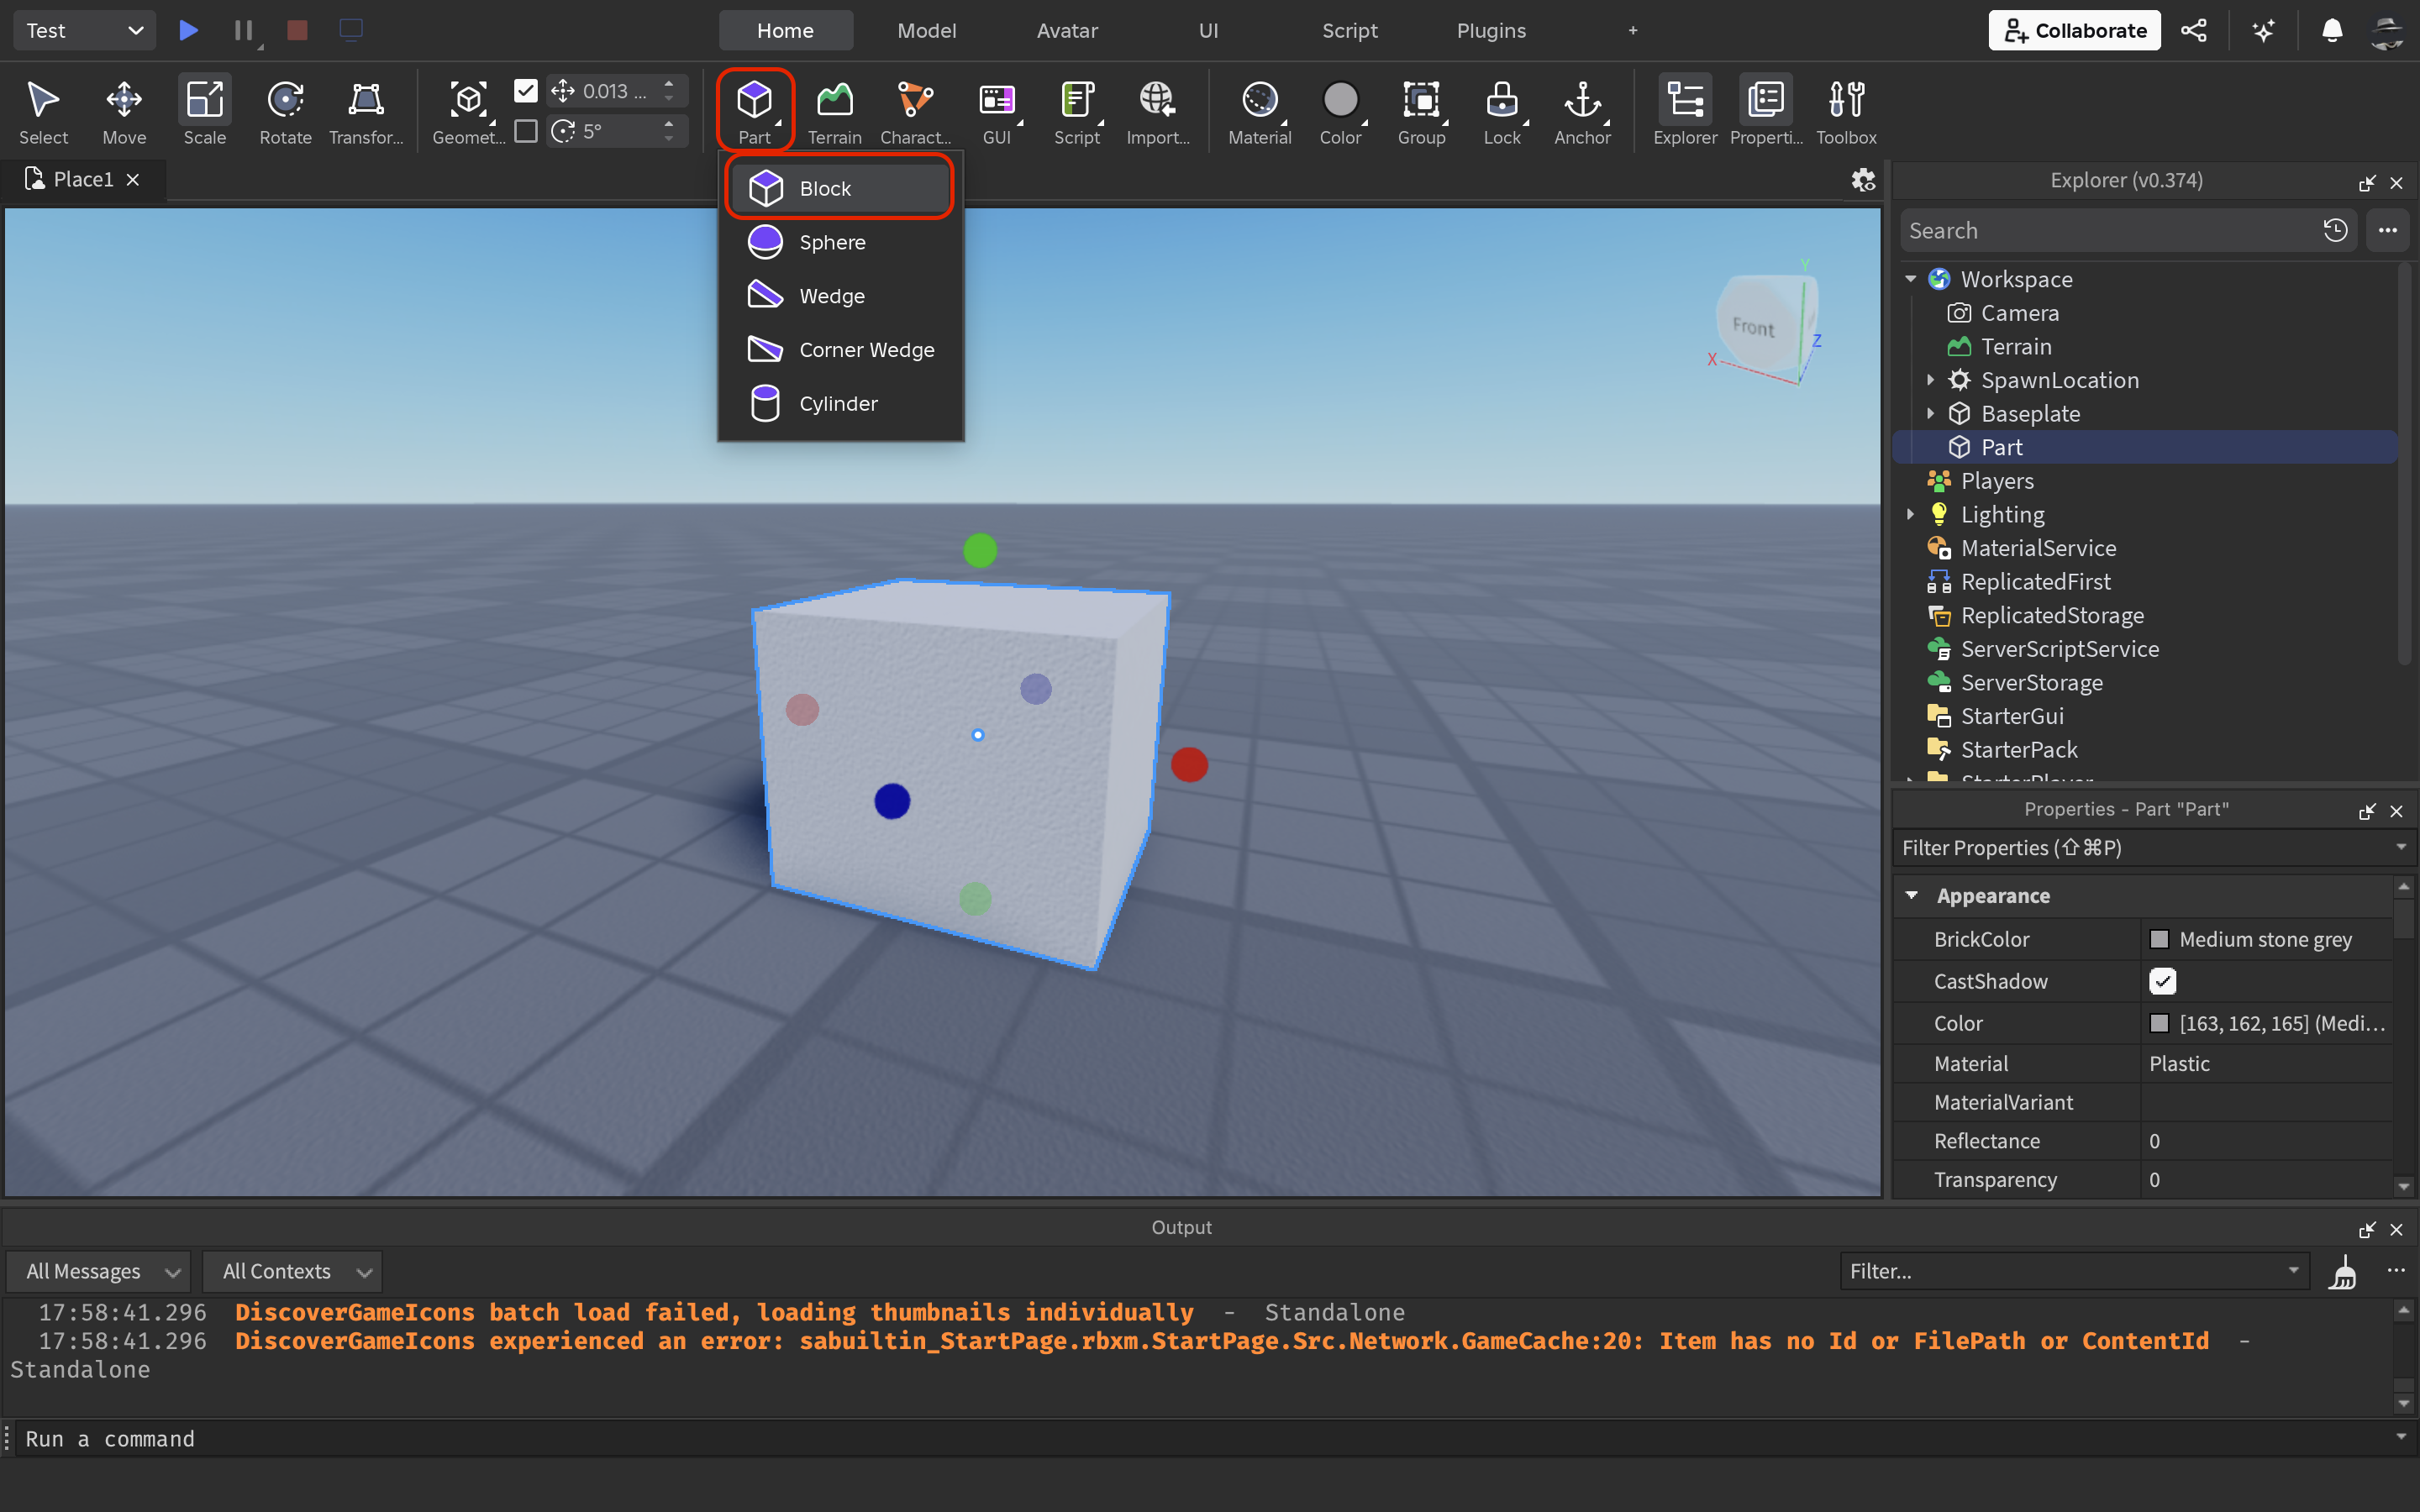 Test
Home
Model
Avatar
UI
Script
Plugins
+
Collaborate
Select
Move
Scale
Rotate
Transfor...
Geomet...
0.013 ...
5°
Part
Terrain
Charact...
GUI
Script
Import...
Material
Color
Group
Lock
Anchor
Explorer
Properti...
Toolbox
Place1
Block
Sphere
Wedge
Corner Wedge
Cylinder
Y
Front
Z
X
Explorer (v0.374)
Search
Workspace
Camera
Terrain
SpawnLocation
Baseplate
Part
Players
Lighting
MaterialService
ReplicatedFirst
ReplicatedStorage
ServerScriptService
ServerStorage
StarterGui
StarterPack
StarterPlayer
Properties - Part "Part"
Filter Properties (⇧⌘P)
Appearance
BrickColor Medium stone grey
CastShadow
Color [163, 162, 165] (Medi...
Material Plastic
MaterialVariant
Reflectance 0
Transparency 0
Output
All Messages
All Contexts
Filter...
17:58:41.296 DiscoverGameIcons batch load failed, loading thumbnails individually - Standalone
17:58:41.296 DiscoverGameIcons experienced an error: sabuiltin_StartPage.rbxm.StartPage.Src.Network.GameCache:20: Item has no Id or FilePath or ContentId -
Standalone
Run a command